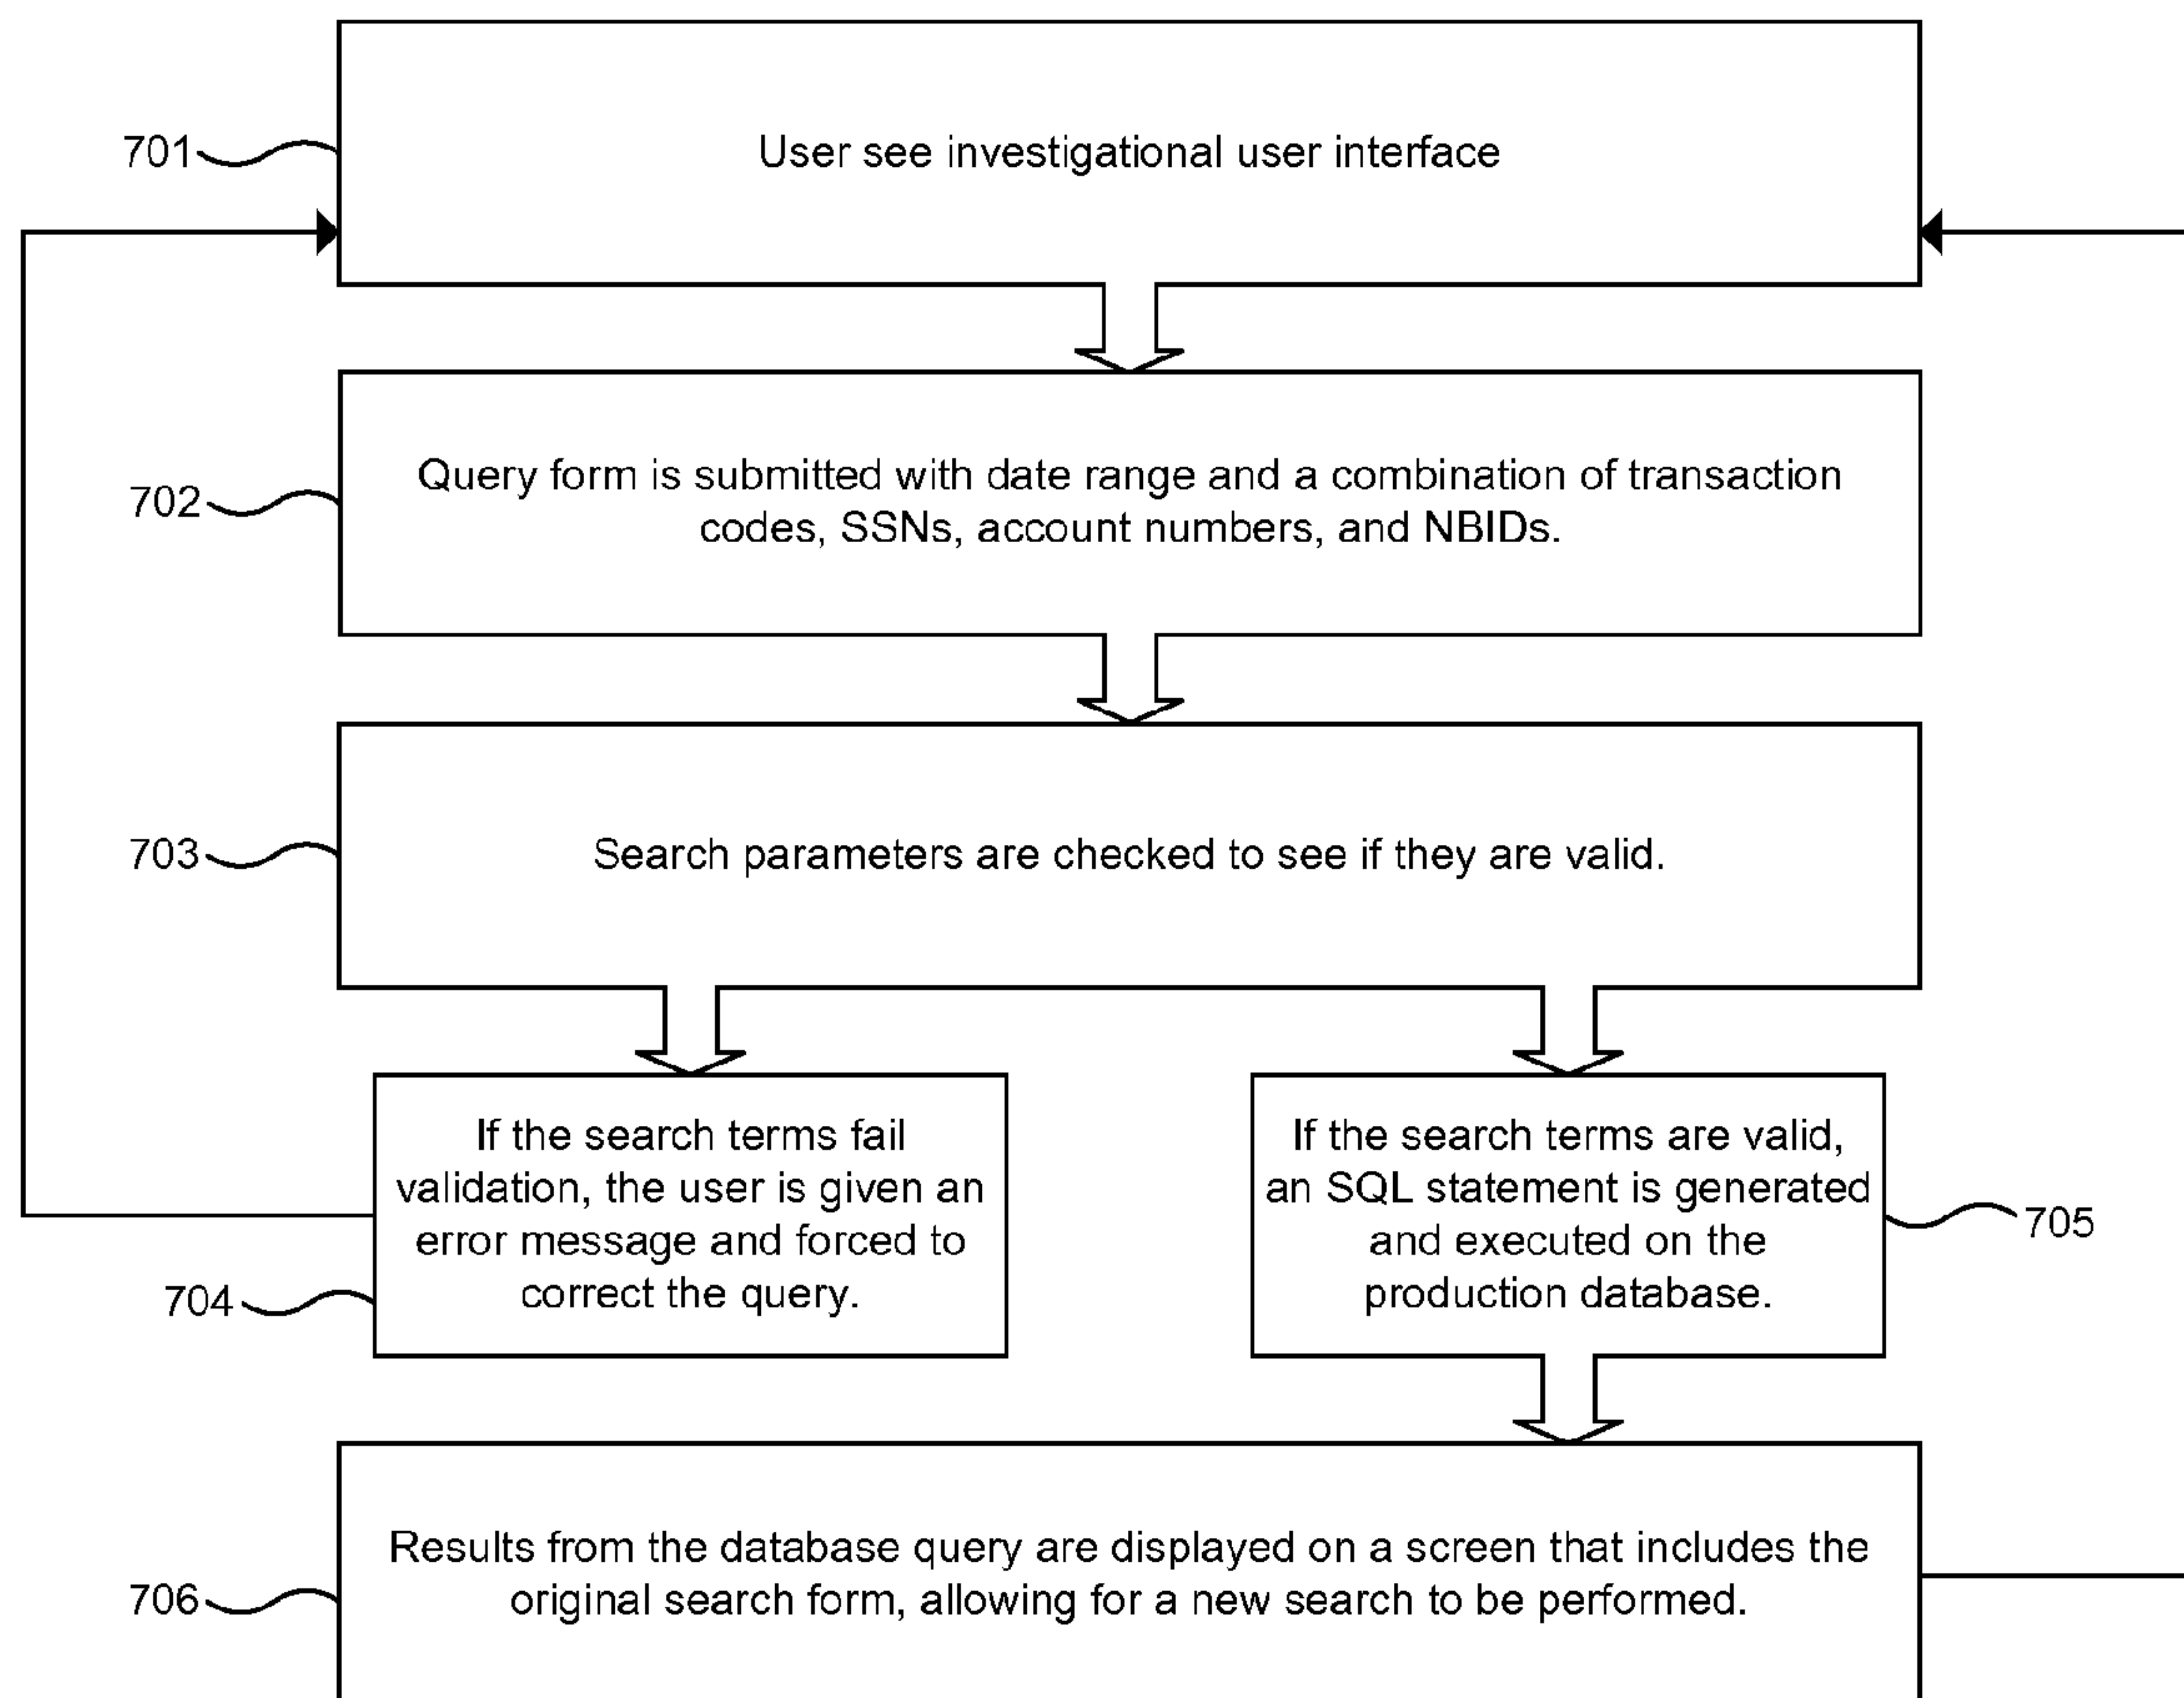 701
User see investigational user interface
702
Query form is submitted with date range and a combination of transaction
codes, SSNs, account numbers, and NBIDs.
703
Search parameters are checked to see if they are valid.
If the search terms fail
validation, the user is given an
error message and forced to
correct the query.
704
If the search terms are valid,
an SQL statement is generated
and executed on the
production database.
705
Results from the database query are displayed on a screen that includes the
original search form, allowing for a new search to be performed.
706